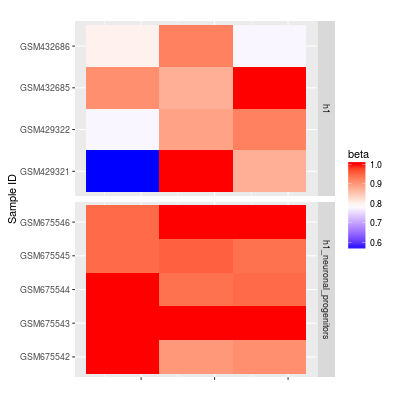 Sample ID
GSM432686
GSM432685
GSM429322
GSM429321
h1
GSM675546
GSM675545
GSM675544
GSM675543
GSM675542
h1_neuronal_progenitors
beta
1.0
0.9
0.8
0.7
0.6